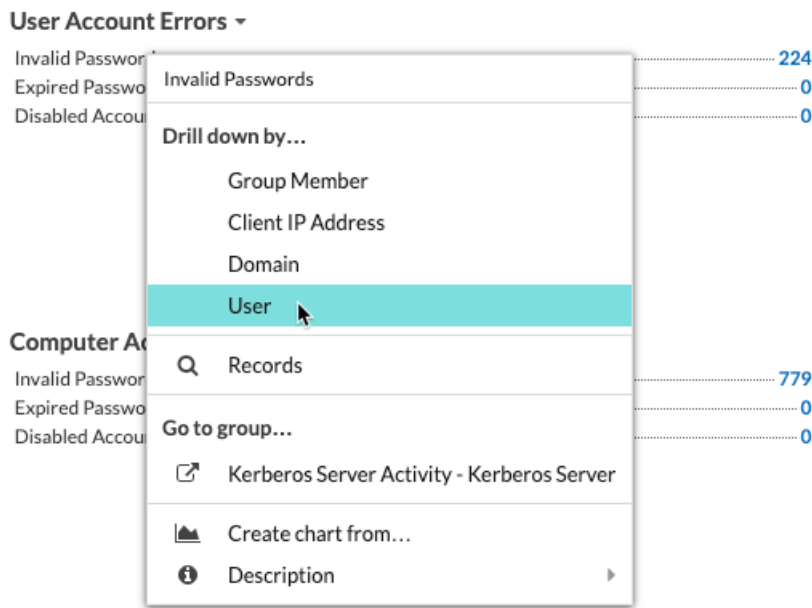 User Account Errors
Invalid Passwor 224
Expired Passwo 0
Disabled Accou 0
Invalid Passwords
Drill down by...
Group Member
Client IP Address
Domain
User
Computer Ac
Invalid Passwor 779
Expired Passwo 0
Disabled Accou 0
Records
Go to group...
Kerberos Server Activity - Kerberos Server
Create chart from...
Description